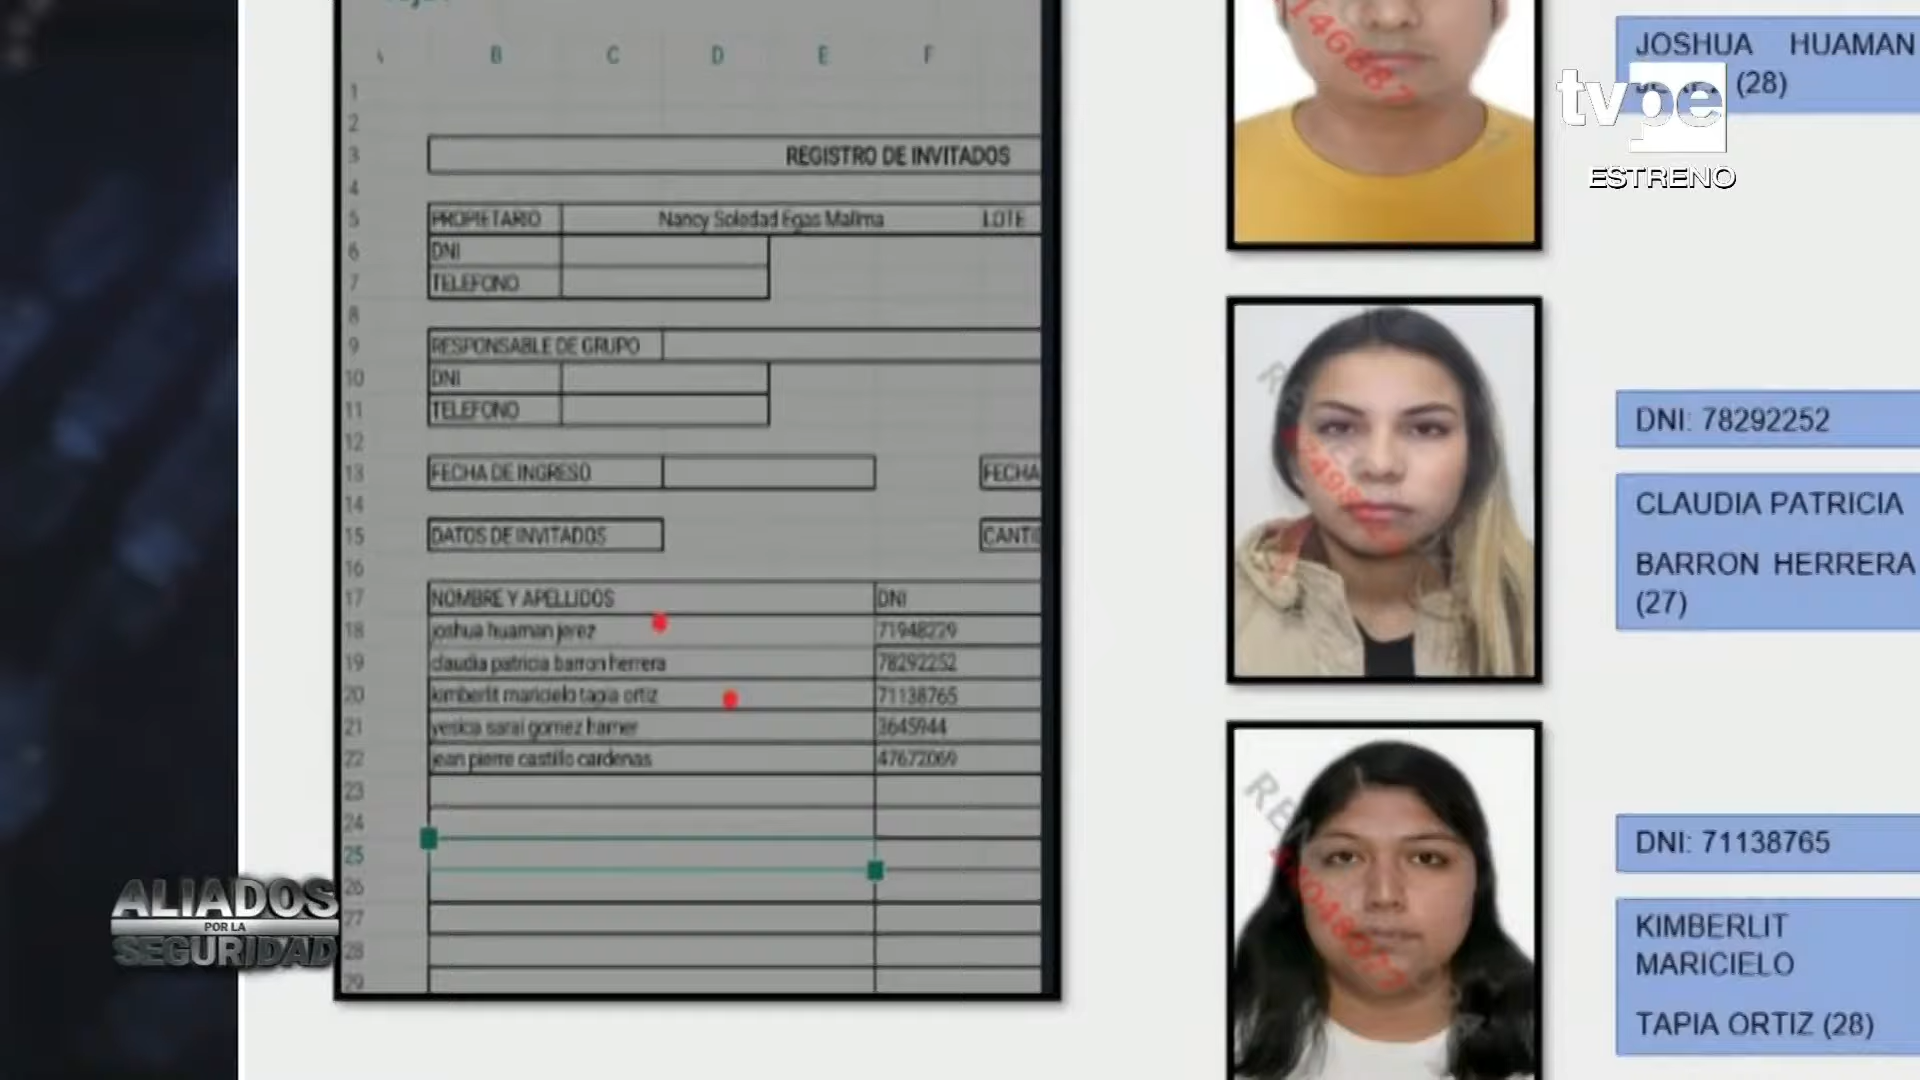 B C D E F
1
2
3 REGISTRO DE INVITADOS
4
5 PROPIETARIO Nancy Soledad Egas Malima LOTE
6 DNI
7 TELEFONO
8
9 RESPONSABLE DE GRUPO
10 DNI
11 TELEFONO
12
13 FECHA DE INGRESO FECHA
14
15 DATOS DE INVITADOS CANTI
16
17 NOMBRE Y APELLIDOS DNI
18 joshua huaman jerez 71948229
19 claudia patricia barron herrera 78292252
20 kimberlit maricielo tapia ortiz 71138765
21 yesica sarai gomez hamer 3645944
22 jean pierre castillo cardenas 47672069
23
24
25
26
27
28
29
JOSHUA HUAMAN
(28)
tvpe
ESTRENO
DNI: 78292252
CLAUDIA PATRICIA
BARRON HERRERA
(27)
DNI: 71138765
KIMBERLIT
MARICIELO
TAPIA ORTIZ (28)
ALIADOS
POR LA
SEGURIDAD